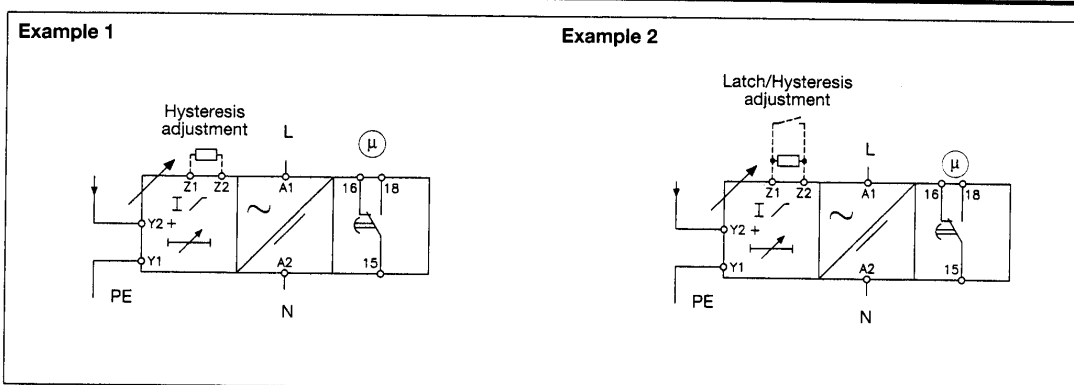 Example 1
Hysteresis
adjustment
L
μ
Z1 Z2 A1 16 18
I
Y2 +
~
Y1
A2
15
PE
N
Example 2
Latch/Hysteresis
adjustment
L
μ
Z1 Z2 A1 16 18
I
Y2 +
~
Y1
A2
15
PE
N